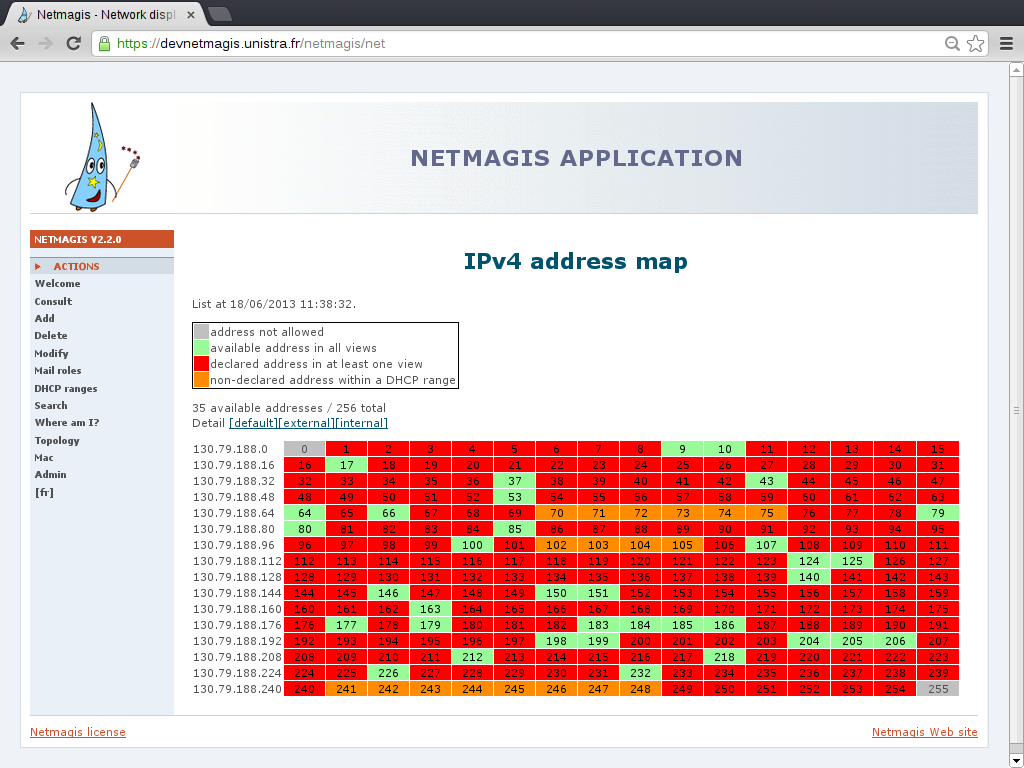 Netmagis - Network disp
https://devnetmagis.unistra.fr/netmagis/net
NETMAGIS APPLICATION
NETMAGIS V2.2.0
ACTIONS
Welcome
Consult
Add
Delete
Modify
Mail roles
DHCP ranges
Search
Where am I?
Topology
Mac
Admin
[fr]
IPv4 address map
List at 18/06/2013 11:38:32.
address not allowed
available address in all views
declared address in at least one view
non-declared address within a DHCP range
35 available addresses / 256 total
Detail [default][external][internal]
130.79.188.0 0 1 2 3 4 5 6 7 8 9 10 11 12 13 14 15
130.79.188.16 16 17 18 19 20 21 22 23 24 25 26 27 28 29 30 31
130.79.188.32 32 33 34 35 36 37 38 39 40 41 42 43 44 45 46 47
130.79.188.48 48 49 50 51 52 53 54 55 56 57 58 59 60 61 62 63
130.79.188.64 64 65 66 67 68 69 70 71 72 73 74 75 76 77 78 79
130.79.188.80 80 81 82 83 84 85 86 87 88 89 90 91 92 93 94 95
130.79.188.96 96 97 98 99 100 101 102 103 104 105 106 107 108 109 110 111
130.79.188.112 112 113 114 115 116 117 118 119 120 121 122 123 124 125 126 127
130.79.188.128 128 129 130 131 132 133 134 135 136 137 138 139 140 141 142 143
130.79.188.144 144 145 146 147 148 149 150 151 152 153 154 155 156 157 158 159
130.79.188.160 160 161 162 163 164 165 166 167 168 169 170 171 172 173 174 175
130.79.188.176 176 177 178 179 180 181 182 183 184 185 186 187 188 189 190 191
130.79.188.192 192 193 194 195 196 197 198 199 200 201 202 203 204 205 206 207
130.79.188.208 208 209 210 211 212 213 214 215 216 217 218 219 220 221 222 223
130.79.188.224 224 225 226 227 228 229 230 231 232 233 234 235 236 237 238 239
130.79.188.240 240 241 242 243 244 245 246 247 248 249 250 251 252 253 254 255
Netmagis license
Netmagis Web site